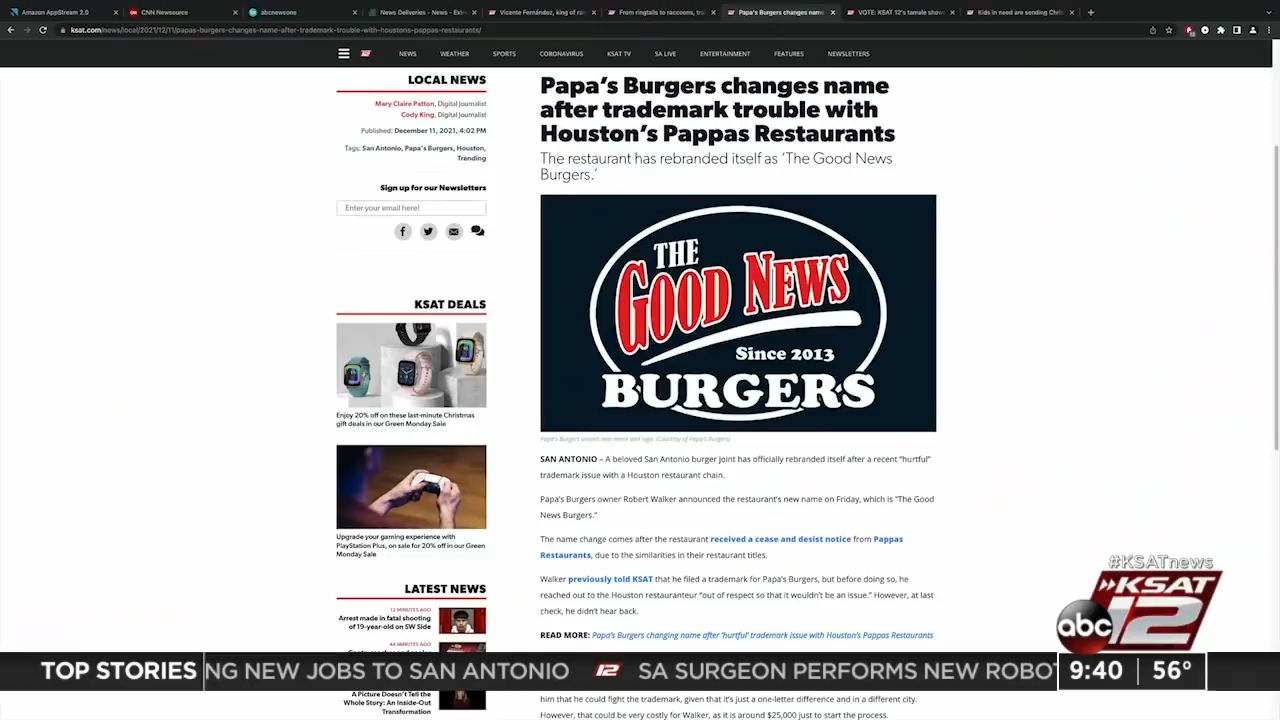 Amazon AppStream 2.0
CNN Newsource
abcnewsone
News Deliveries - News - Extr
Vicente Fernández, king of ran
From ringtails to raccoons, tra
Papa's Burgers changes name
VOTE: KSAT 12's tamale show
Kids in need are sending Chri
ksat.com/news/local/2021/12/11/papas-burgers-changes-name-after-trademark-trouble-with-houstons-pappas-restaurants/
12
NEWS
WEATHER
SPORTS
CORONAVIRUS
KSAT TV
SA LIVE
ENTERTAINMENT
FEATURES
NEWSLETTERS
LOCAL NEWS
Mary Claire Patton, Digital Journalist
Cody King, Digital Journalist
Published: December 11, 2021, 4:02 PM
Tags: San Antonio, Papa's Burgers, Houston,
Trending
Sign up for our Newsletters
Enter your email here!
KSAT DEALS
Enjoy 20% off on these last-minute Christmas
gift deals in our Green Monday Sale
Upgrade your gaming experience with
PlayStation Plus, on sale for 20% off in our Green
Monday Sale
LATEST NEWS
12 MINUTES AGO
Arrest made in fatal shooting
of 19-year-old on SW Side
44 MINUTES AGO
A Picture Doesn't Tell the
Whole Story: An Inside-Out
Transformation
Papa's Burgers changes name
after trademark trouble with
Houston's Pappas Restaurants
The restaurant has rebranded itself as 'The Good News
Burgers.'
THE
GOOD NEWS
Since 2013
BURGERS
Papa's Burgers unveils new name and logo. (Courtesy of Papa's Burgers)
SAN ANTONIO – A beloved San Antonio burger joint has officially rebranded itself after a recent “hurtful”
trademark issue with a Houston restaurant chain.
Papa's Burgers owner Robert Walker announced the restaurant's new name on Friday, which is “The Good
News Burgers.”
The name change comes after the restaurant received a cease and desist notice from Pappas
Restaurants, due to the similarities in their restaurant titles.
Walker previously told KSAT that he filed a trademark for Papa's Burgers, but before doing so, he
reached out to the Houston restauranteur “out of respect so that it wouldn't be an issue.” However, at last
check, he didn't hear back.
READ MORE: Papa's Burgers changing name after 'hurtful' trademark issue with Houston's Pappas Restaurants
him that he could fight the trademark, given that it's just a one-letter difference and in a different city.
However, that could be very costly for Walker, as it is around $25,000 just to start the process.
#KSATnews
KSAT
abc 12
TOP STORIES
NG NEW JOBS TO SAN ANTONIO 12 SA SURGEON PERFORMS NEW ROBOT
9:40 56°